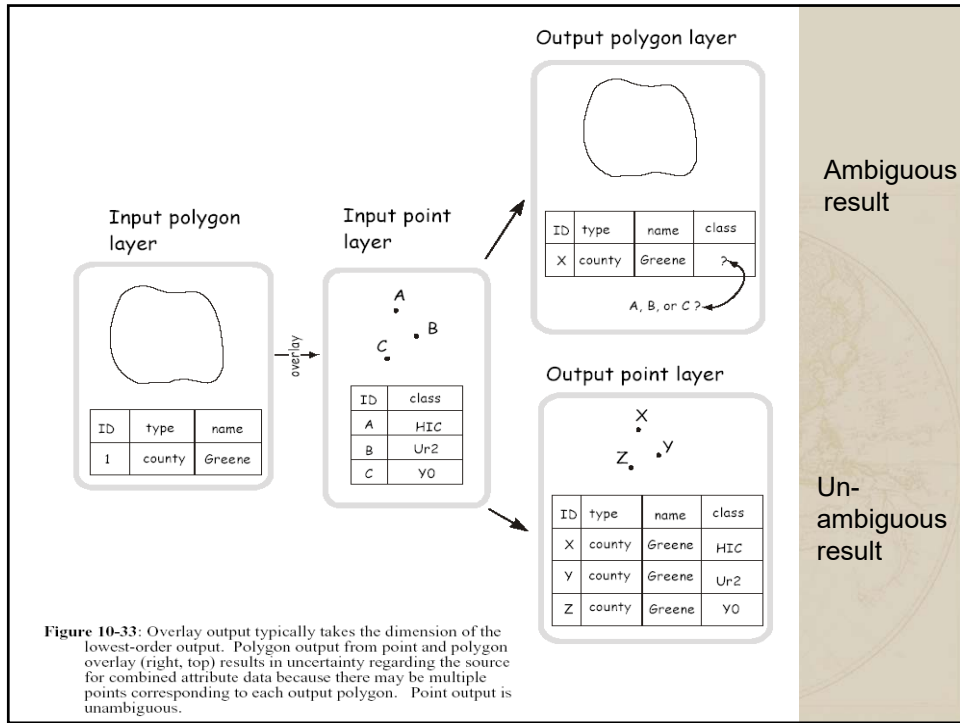 Input polygon
layer
ID type name
1 county Greene
overlay
Input point
layer
A
B
C
ID class
A HIC
B Ur2
C Y0
Output polygon layer
ID type name class
X county Greene ?
A, B, or C ?
Ambiguous
result
Output point layer
X
Y
Z
ID type name class
X county Greene HIC
Y county Greene Ur2
Z county Greene Y0
Un-
ambiguous
result
Figure 10-33: Overlay output typically takes the dimension of the
lowest-order output. Polygon output from point and polygon
overlay (right, top) results in uncertainty regarding the source
for combined attribute data because there may be multiple
points corresponding to each output polygon. Point output is
unambiguous.